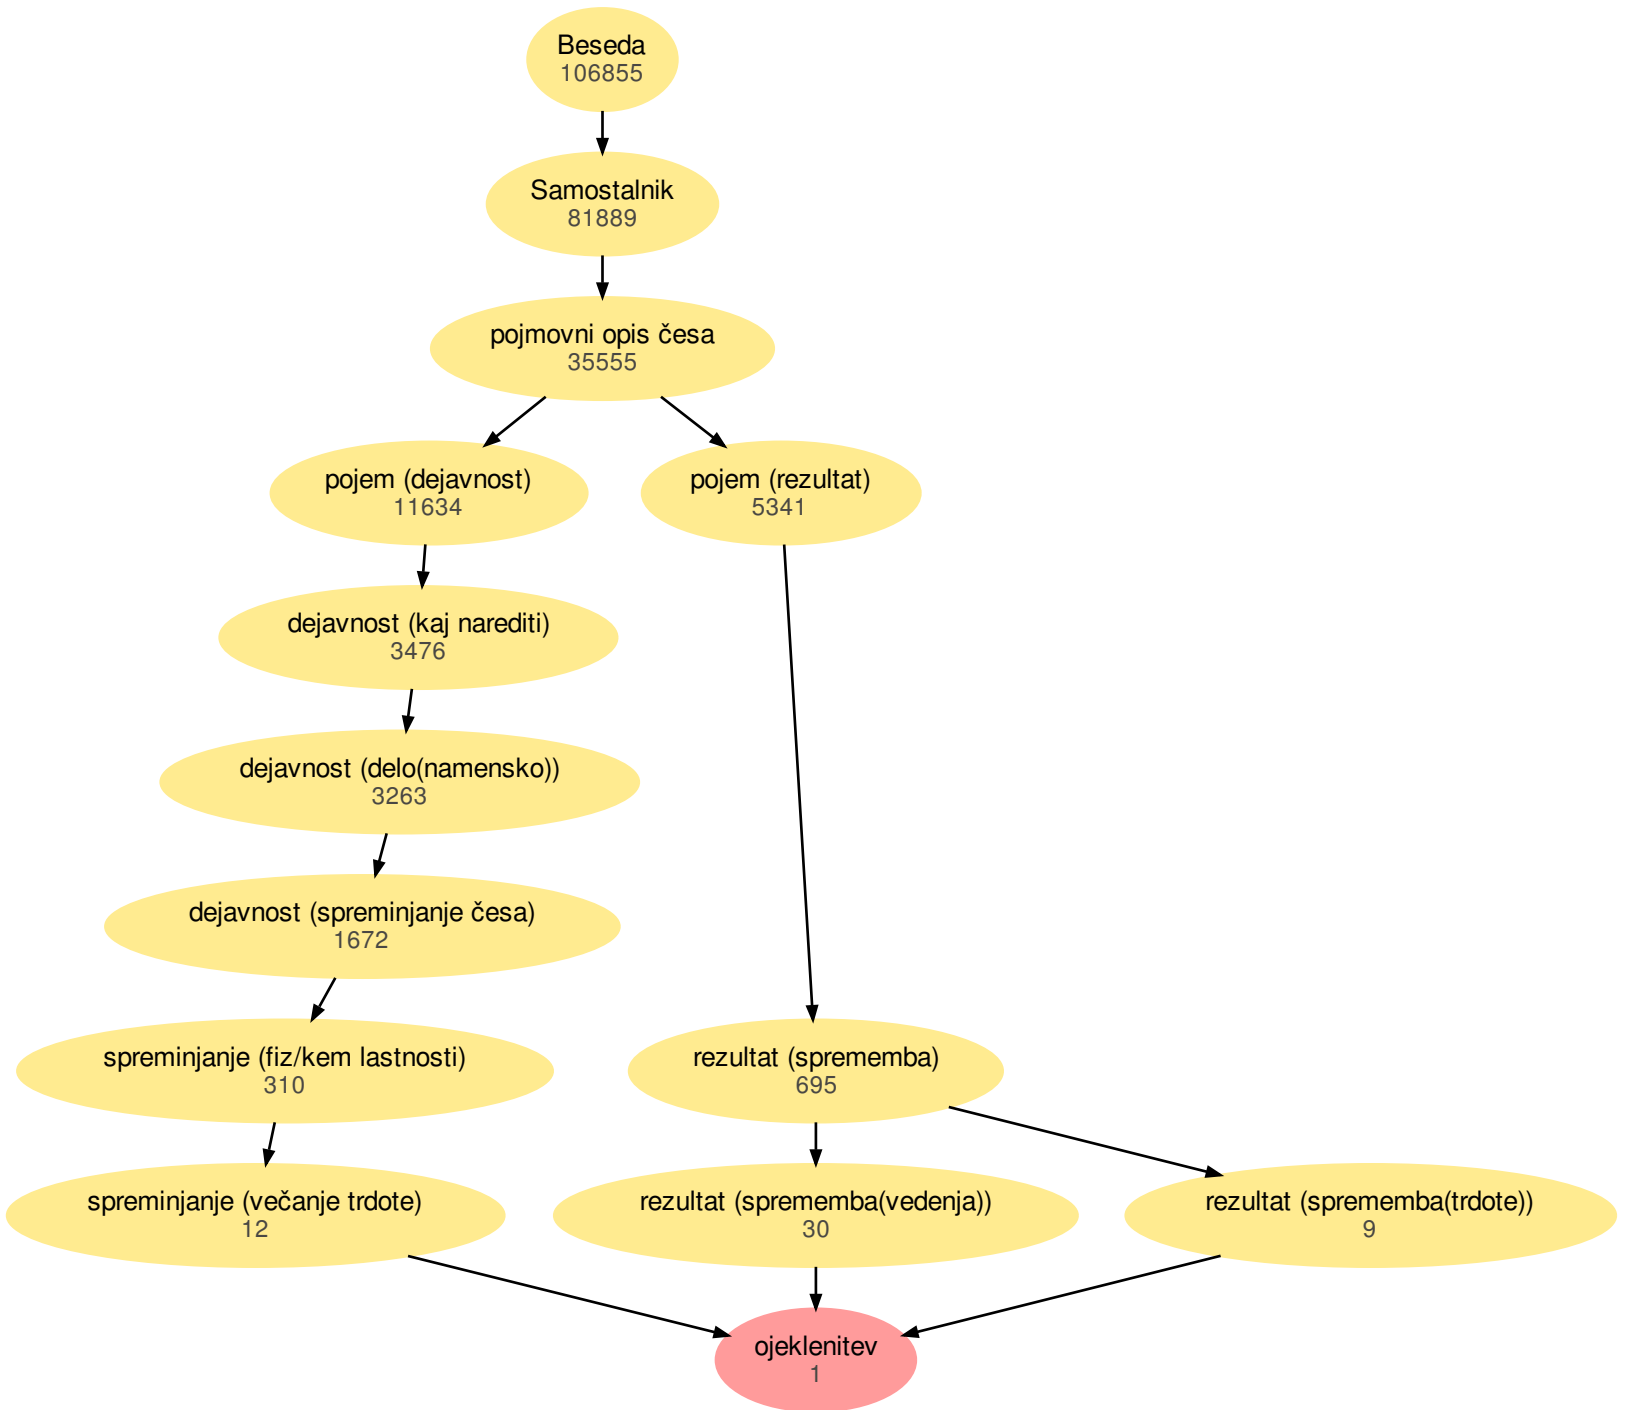 Beseda
106855
Samostalnik
81889
pojmovni opis česa
35555
pojem (dejavnost)
11634
pojem (rezultat)
5341
dejavnost (kaj narediti)
3476
dejavnost (delo(namensko))
3263
dejavnost (spreminjanje česa)
1672
spreminjanje (fiz/kem lastnosti)
310
rezultat (sprememba)
695
spreminjanje (večanje trdote)
12
rezultat (sprememba(vedenja))
30
rezultat (sprememba(trdote))
9
ojeklenitev
1